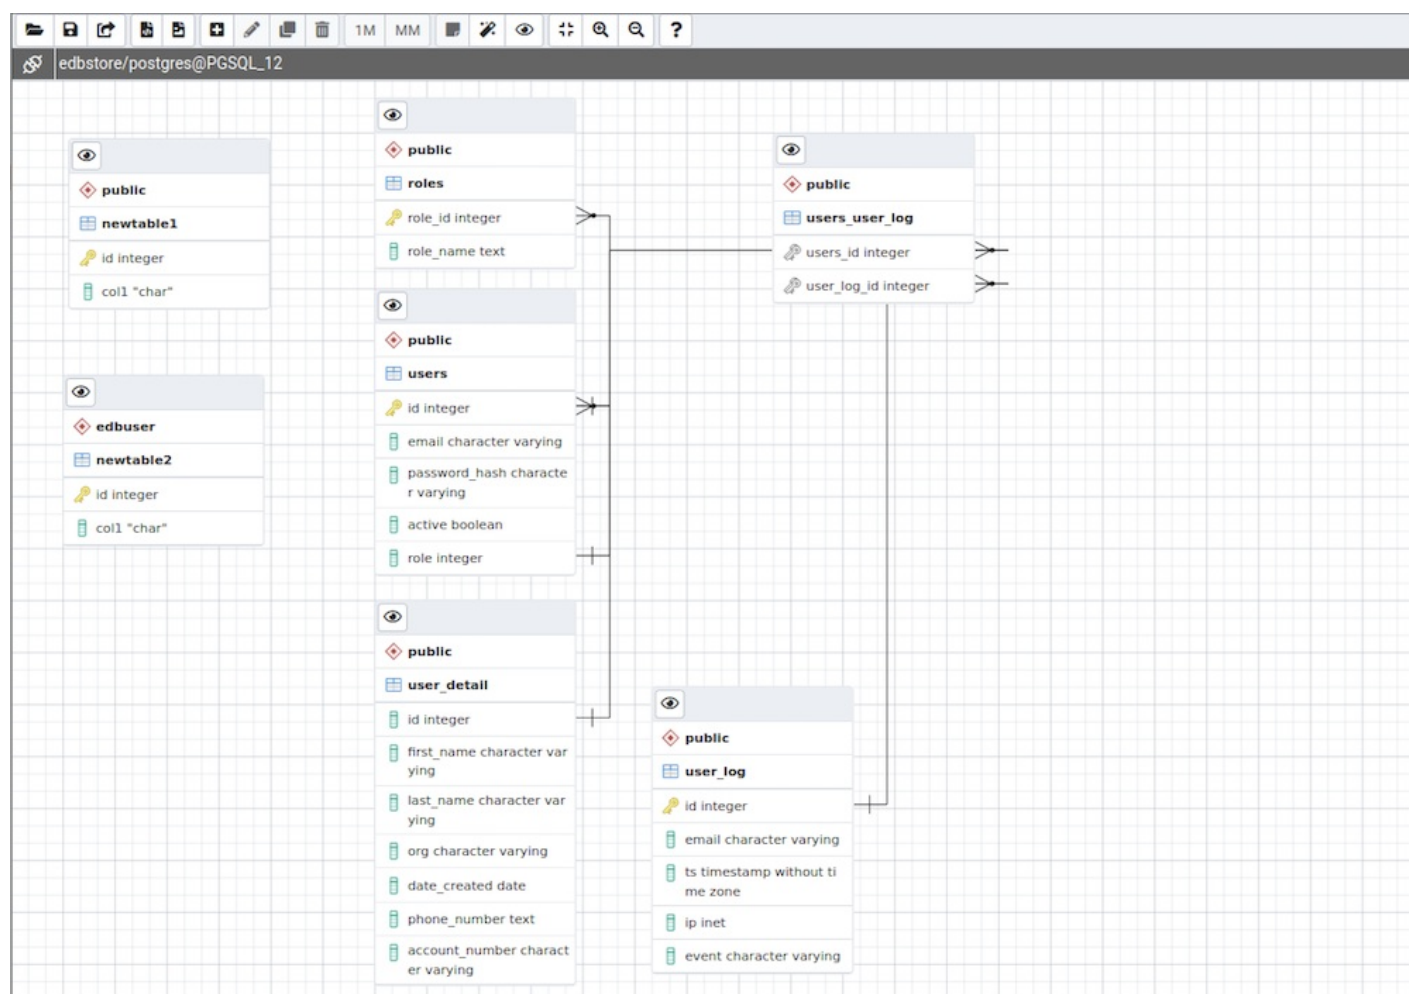 1M MM ?
edbstore/postgres@PGSQL_12
public
newtable1
id integer
col1 "char"
edbuser
newtable2
id integer
col1 "char"
public
roles
role_id integer
role_name text
public
users
id integer
email character varying
password_hash characte
r varying
active boolean
role integer
public
user_detail
id integer
first_name character var
ying
last_name character var
ying
org character varying
date_created date
phone_number text
account_number charact
er varying
public
users_user_log
users_id integer
user_log_id integer
public
user_log
id integer
email character varying
ts timestamp without ti
me zone
ip inet
event character varying